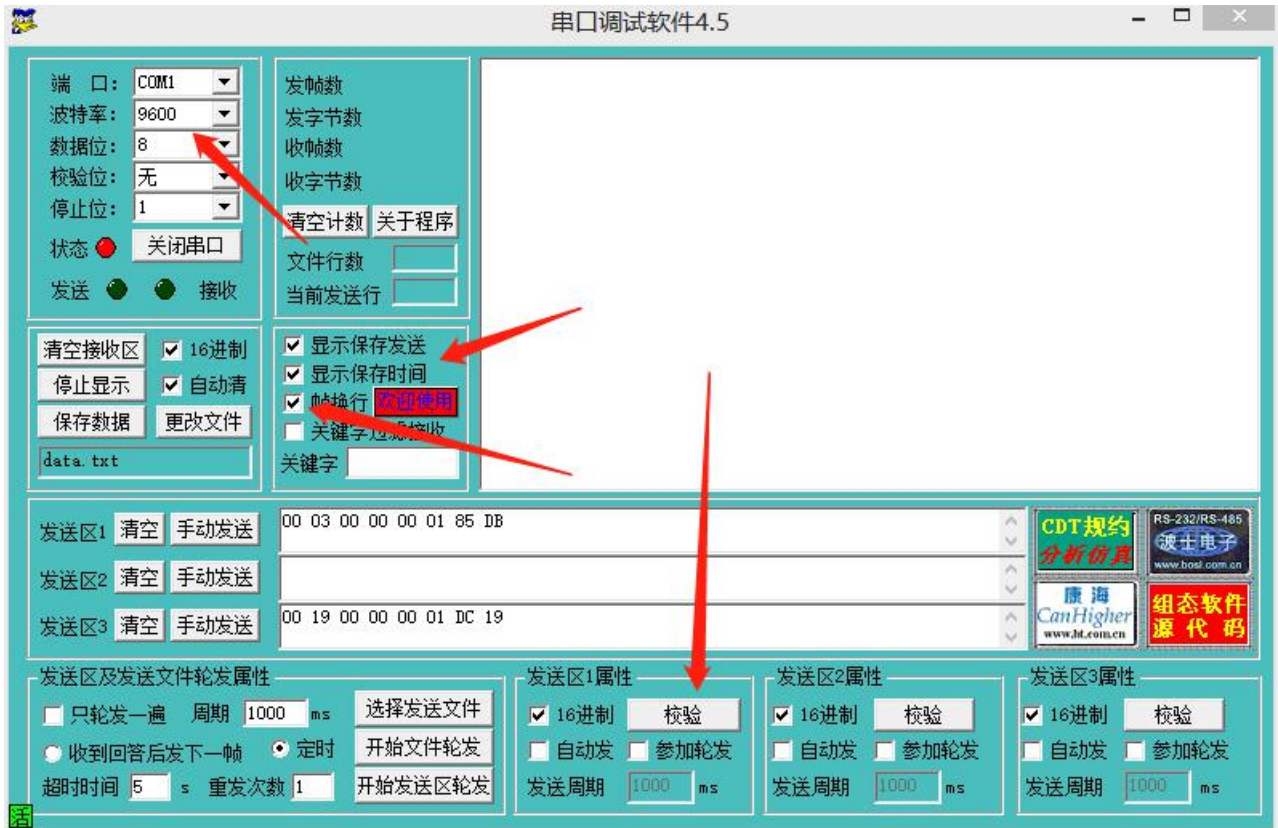 串口调试软件4.5
端 口: COM1
波特率: 9600
数据位: 8
校验位: 无
停止位: 1
状态 关闭串口
发送 接收
发帧数
发字节数
收帧数
收字节数
清空计数 关于程序
文件行数
当前发送行
清空接收区 16进制
停止显示 自动清
保存数据 更改文件
data.txt
显示保存发送
显示保存时间
帧换行 欢迎使用
关键字过滤接收
关键字
发送区1 清空 手动发送 00 03 00 00 00 01 85 DB
发送区2 清空 手动发送
发送区3 清空 手动发送 00 19 00 00 00 01 DC 19
CDT规约
分析仿真
RS-232/RS-485
波士电子
www.bosi.com.cn
康海
CanHigher
www.ht.com.cn
组态软件
源代码
发送区及发送文件轮发属性
只轮发一遍 周期 1000 ms 选择发送文件
收到回答后发下一帧 定时 开始文件轮发
超时时间 5 s 重发次数 1 开始发送区轮发
发送区1属性
16进制 校验
自动发 参加轮发
发送周期 1000 ms
发送区2属性
16进制 校验
自动发 参加轮发
发送周期 1000 ms
发送区3属性
16进制 校验
自动发 参加轮发
发送周期 1000 ms
活